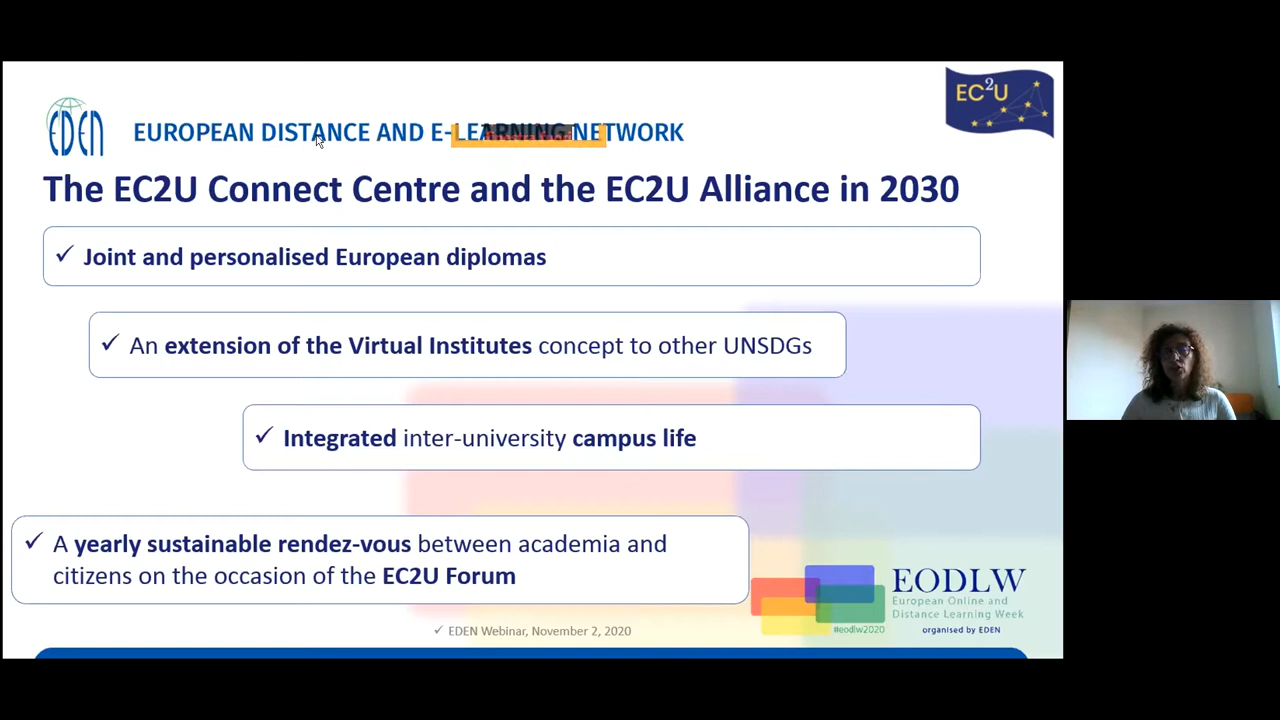 EC2U
EDEN
EUROPEAN DISTANCE AND E-LEARNING NETWORK
The EC2U Connect Centre and the EC2U Alliance in 2030
✓ Joint and personalised European diplomas
✓ An extension of the Virtual Institutes concept to other UNSDGs
✓ Integrated inter-university campus life
✓ A yearly sustainable rendez-vous between academia and
citizens on the occasion of the EC2U Forum
EODLW
European Online and
Distance Learning Week
#eodlw2020
organised by EDEN
✓ EDEN Webinar, November 2, 2020